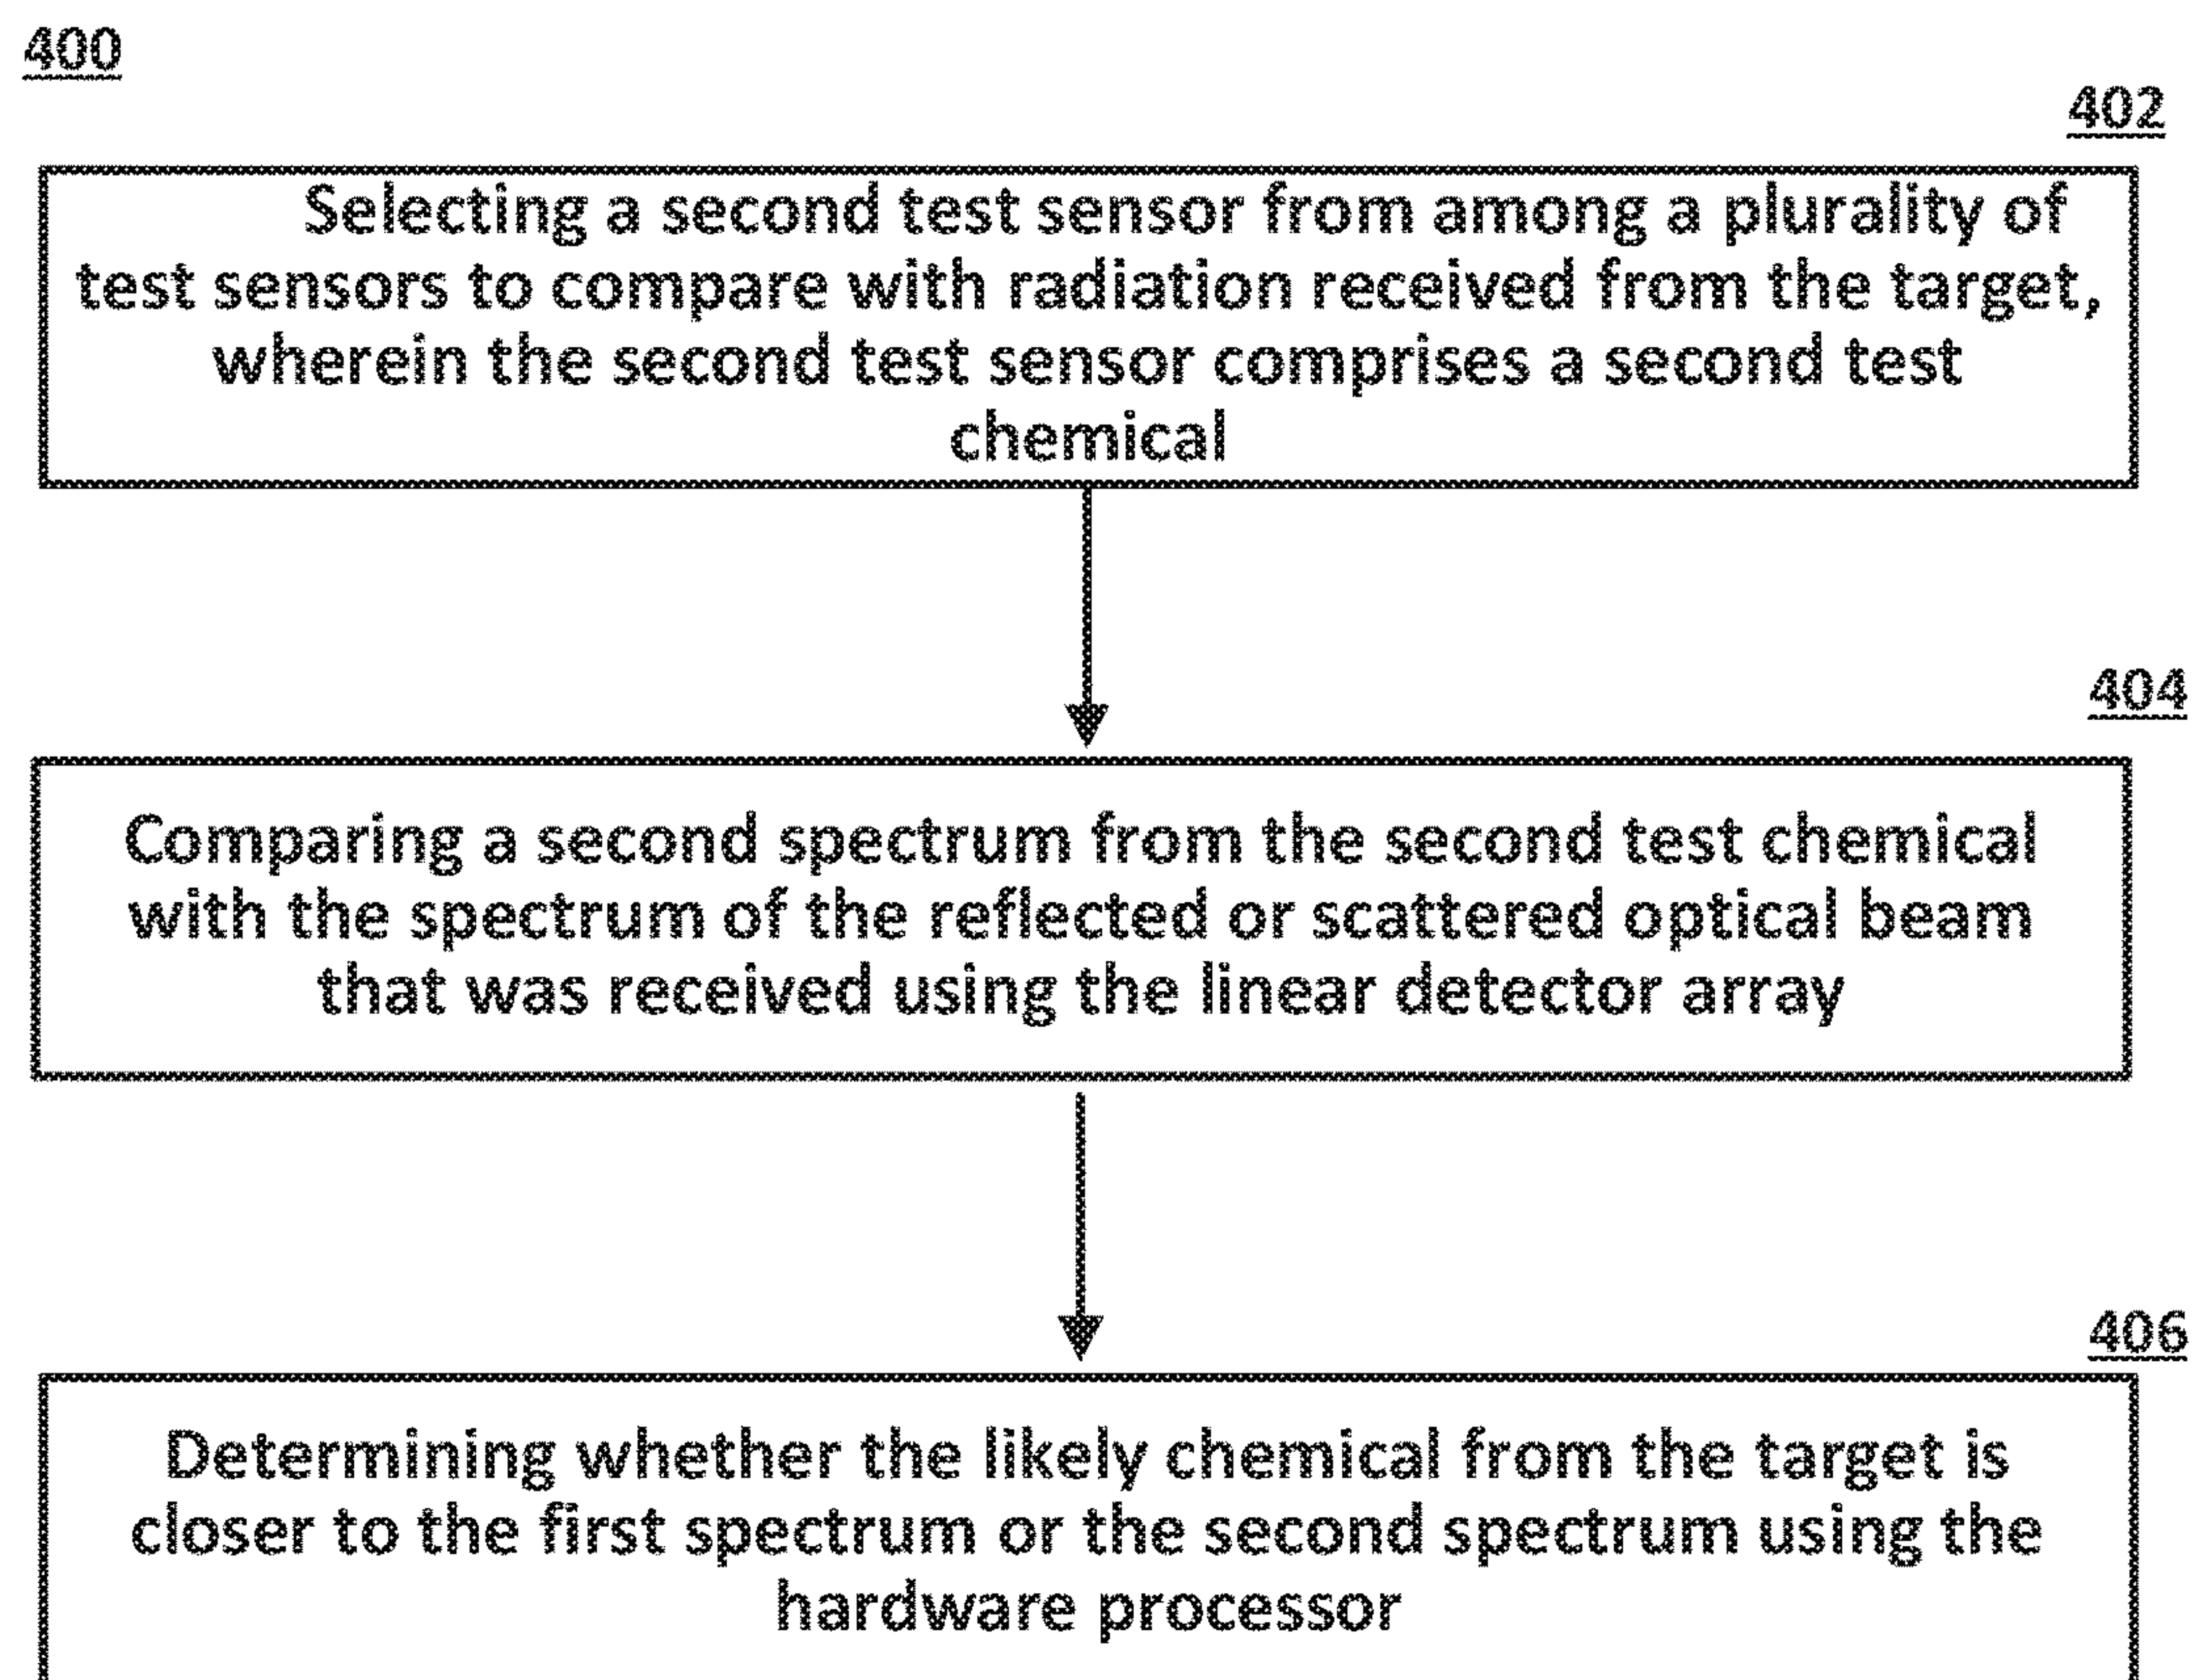 400
402
Selecting a second test sensor from among a plurality of
test sensors to compare with radiation received from the target,
wherein the second test sensor comprises a second test
chemical
404
Comparing a second spectrum from the second test chemical
with the spectrum of the reflected or scattered optical beam
that was received using the linear detector array
406
Determining whether the likely chemical from the target is
closer to the first spectrum or the second spectrum using the
hardware processor